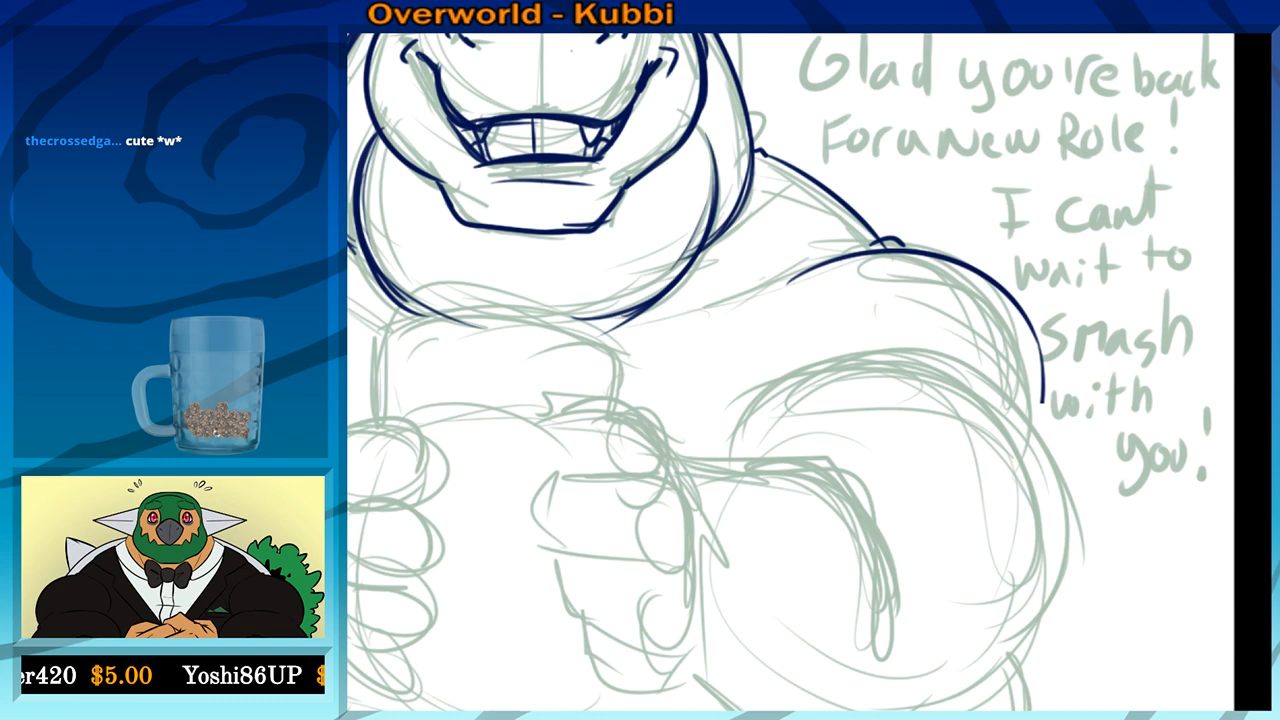 Overworld - Kubbi
thecrossedga... cute *w*
Glad you're back
For a New Role!
I cant
wait to
smash
with
you!
er420 $5.00 Yoshi86UP $